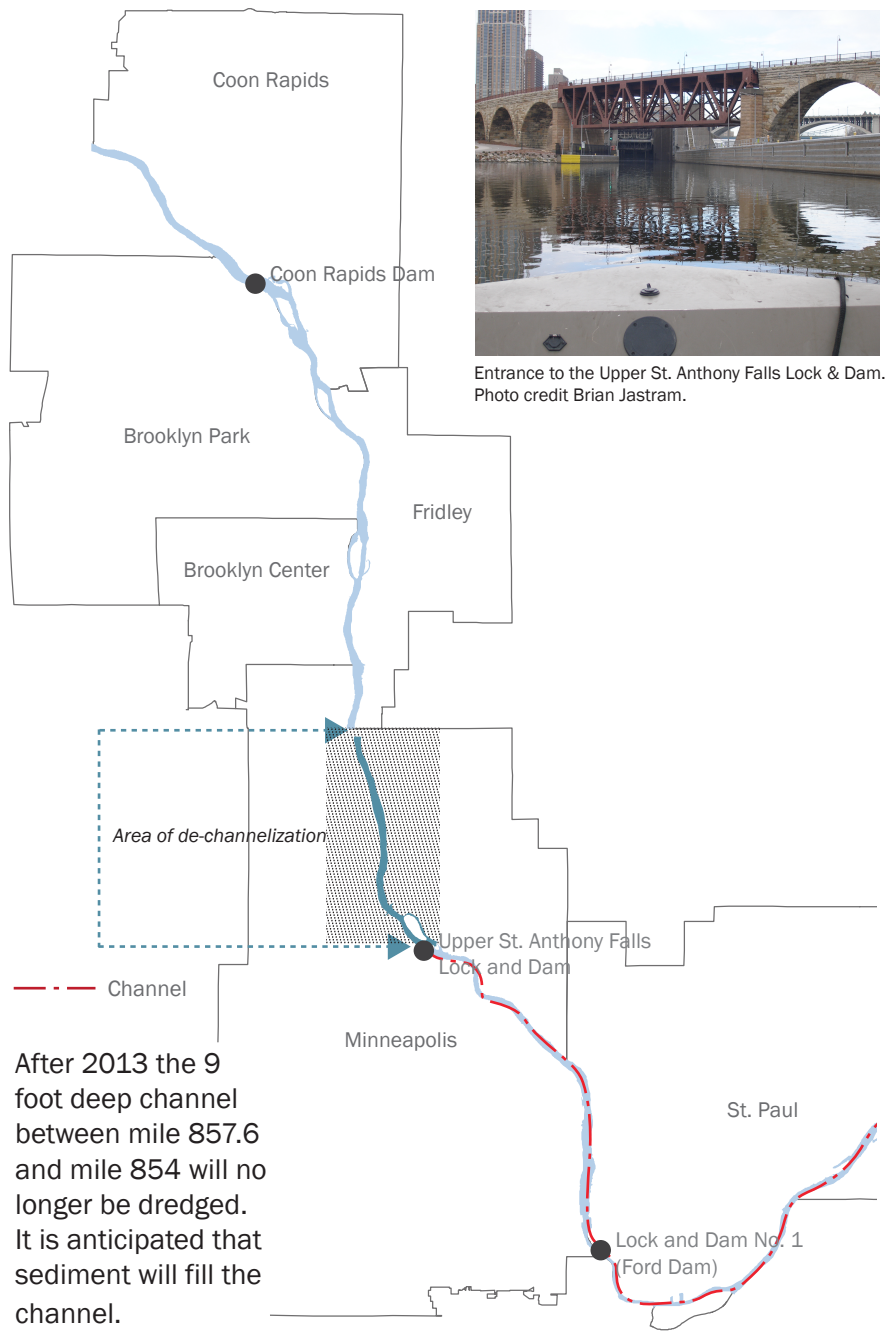 Coon Rapids
Coon Rapids Dam
Entrance to the Upper St. Anthony Falls Lock & Dam.
Photo credit Brian Jastram.
Brooklyn Park
Fridley
Brooklyn Center
Area of de-channelization
Upper St. Anthony Falls
Lock and Dam
Channel
Minneapolis
After 2013 the 9
foot deep channel
between mile 857.6
and mile 854 will no
longer be dredged.
It is anticipated that
sediment will fill the
channel.
St. Paul
Lock and Dam No. 1
(Ford Dam)